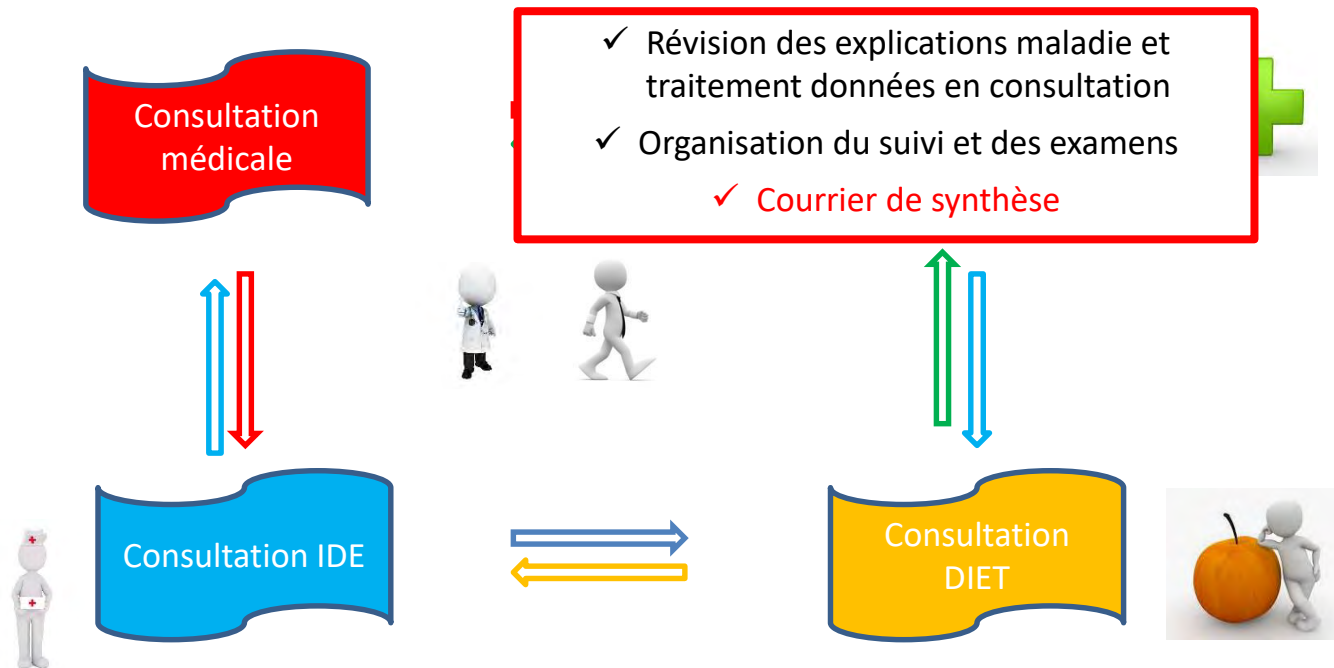 Consultation
médicale
✓ Révision des explications maladie et
traitement données en consultation
✓ Organisation du suivi et des examens
✓ Courrier de synthèse
Consultation IDE
Consultation
DIET